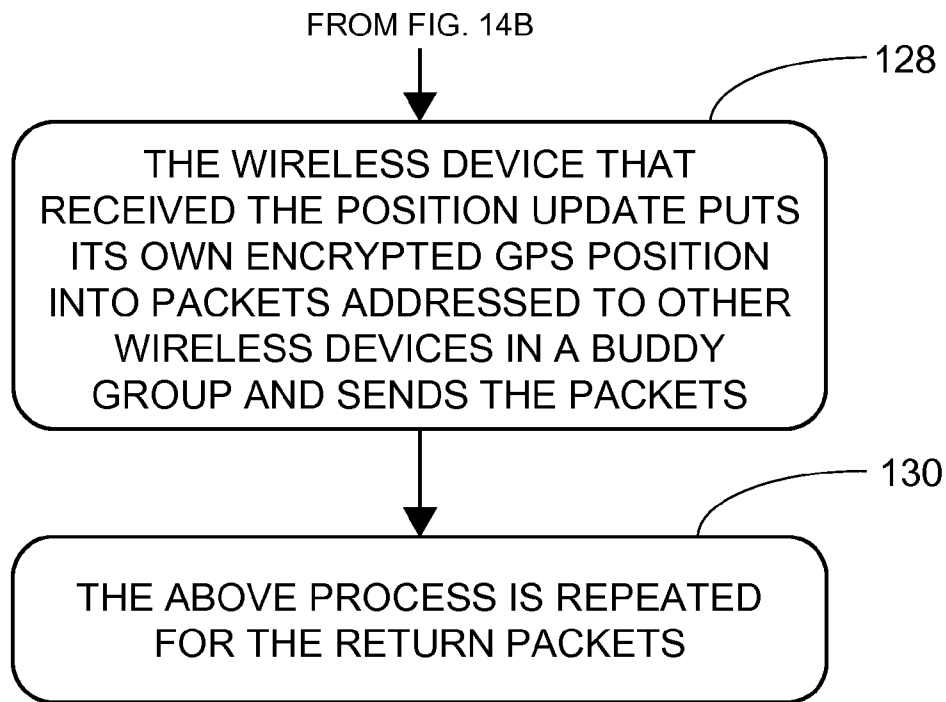 FROM FIG. 14B
128
THE WIRELESS DEVICE THAT
RECEIVED THE POSITION UPDATE PUTS
ITS OWN ENCRYPTED GPS POSITION
INTO PACKETS ADDRESSED TO OTHER
WIRELESS DEVICES IN A BUDDY
GROUP AND SENDS THE PACKETS
130
THE ABOVE PROCESS IS REPEATED
FOR THE RETURN PACKETS